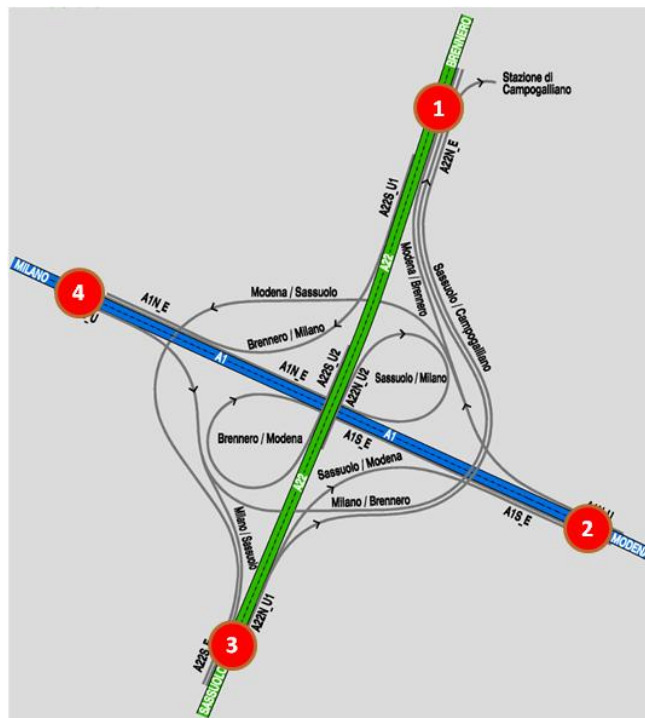 BRENNERO
1
Stazione di
Campogalliano
A22N_E
A22S_U1
A22
MILANO
4
Modena / Sassuolo
Modena / Brennero
Sassuolo / Campogalliano
A1N_E
_U
Brennero / Milano
A1
A1N_E
A22S_U2
A22N_U2
Sassuolo / Milano
Brennero / Modena
A1S_E
A1
Sassuolo / Modena
A22
Milano / Brennero
A1S_E
2
MODENA
Milano / Sassuolo
A22N_U1
3
SASSUOLO